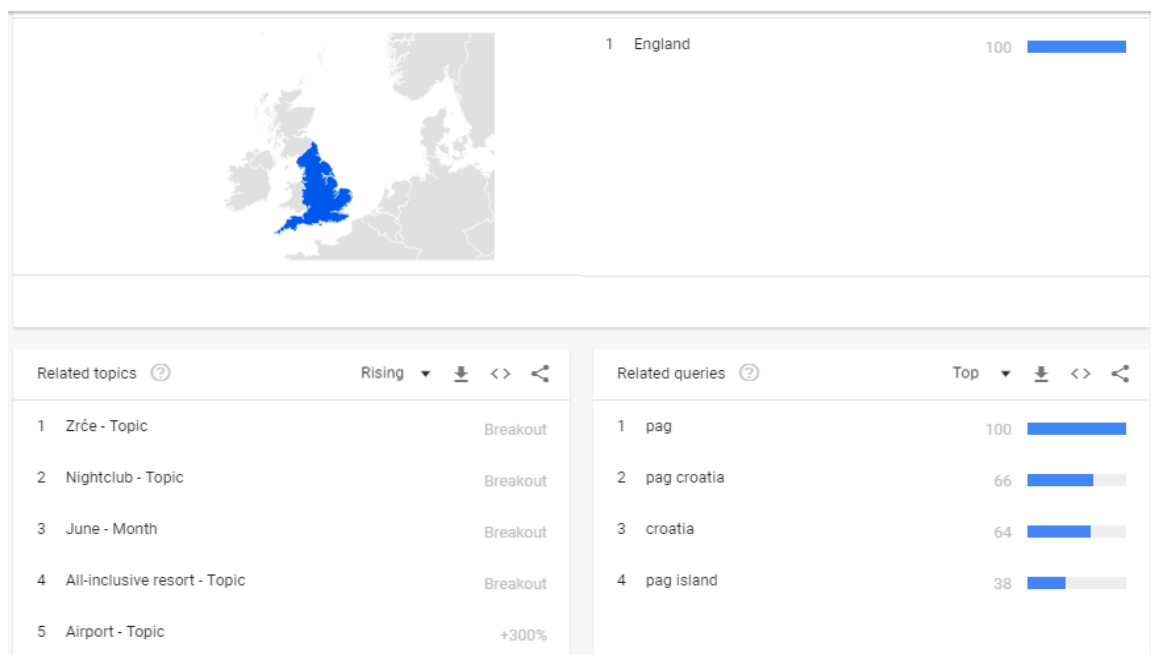 1 England 100
Related topics Rising
1 Zrće - Topic Breakout
2 Nightclub - Topic Breakout
3 June - Month Breakout
4 All-inclusive resort - Topic Breakout
5 Airport - Topic +300%
Related queries Top
1 pag 100
2 pag croatia 66
3 croatia 64
4 pag island 38